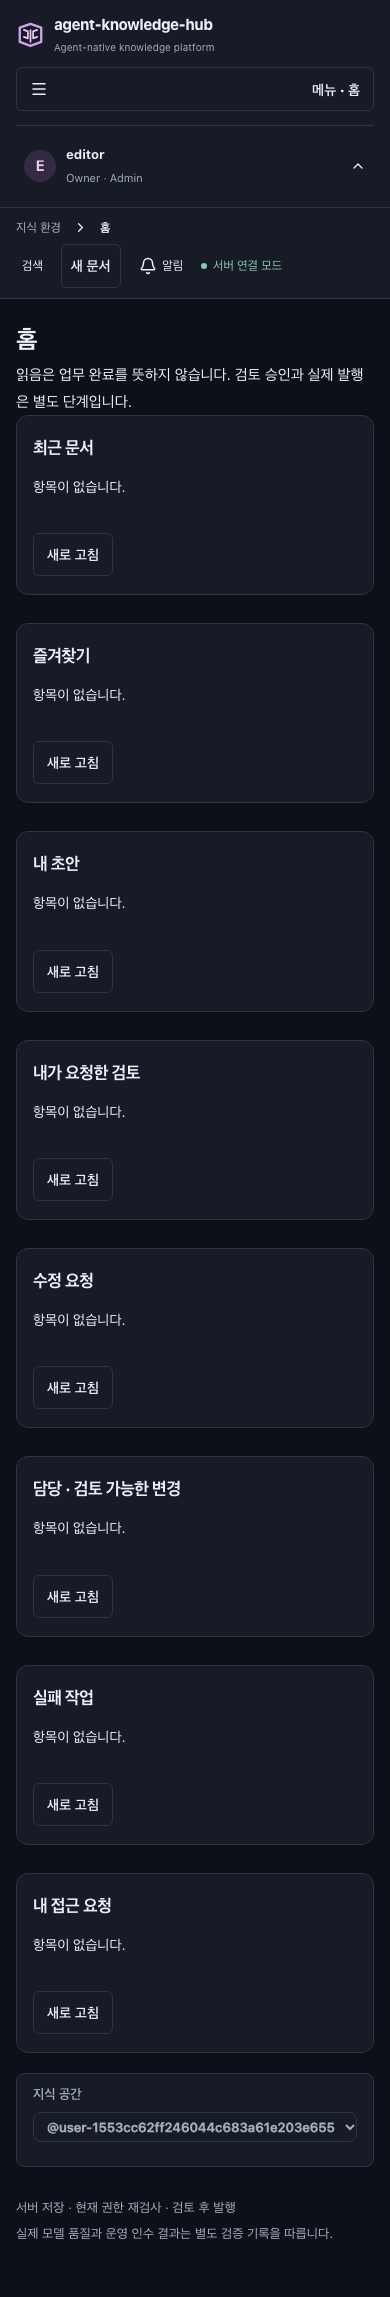 agent-knowledge-hub
Agent-native knowledge platform
메뉴 · 홈
E
editor
Owner · Admin
지식 환경 > 홈
검색 새 문서 알림 서버 연결 모드
홈
읽음은 업무 완료를 뜻하지 않습니다. 검토 승인과 실제 발행
은 별도 단계입니다.
최근 문서
항목이 없습니다.
새로 고침
즐겨찾기
항목이 없습니다.
새로 고침
내 초안
항목이 없습니다.
새로 고침
내가 요청한 검토
항목이 없습니다.
새로 고침
수정 요청
항목이 없습니다.
새로 고침
담당 · 검토 가능한 변경
항목이 없습니다.
새로 고침
실패 작업
항목이 없습니다.
새로 고침
내 접근 요청
항목이 없습니다.
새로 고침
지식 공간
@user-1553cc62ff246044c683a61e203e655
서버 저장 · 현재 권한 재검사 · 검토 후 발행
실제 모델 품질과 운영 인수 결과는 별도 검증 기록을 따릅니다.